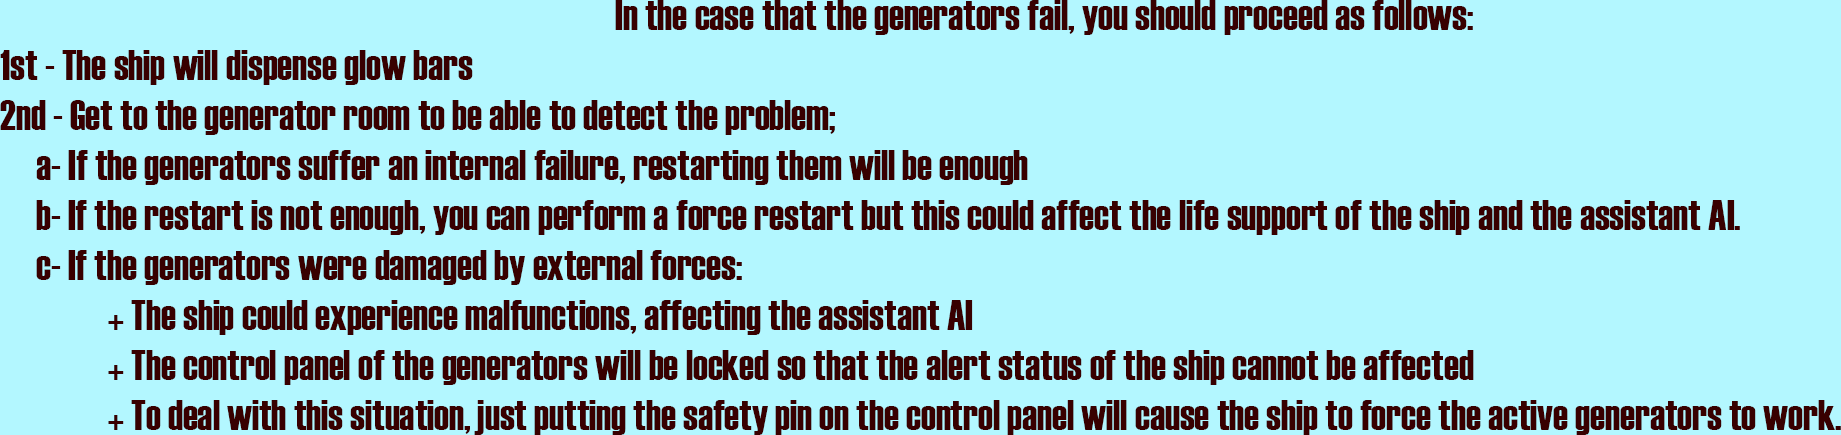 In the case that the generators fail, you should proceed as follows:
1st - The ship will dispense glow bars
2nd - Get to the generator room to be able to detect the problem;
a- If the generators suffer an internal failure, restarting them will be enough
b- If the restart is not enough, you can perform a force restart but this could affect the life support of the ship and the assistant AI.
c- If the generators were damaged by external forces:
+ The ship could experience malfunctions, affecting the assistant AI
+ The control panel of the generators will be locked so that the alert status of the ship cannot be affected
+ To deal with this situation, just putting the safety pin on the control panel will cause the ship to force the active generators to work.